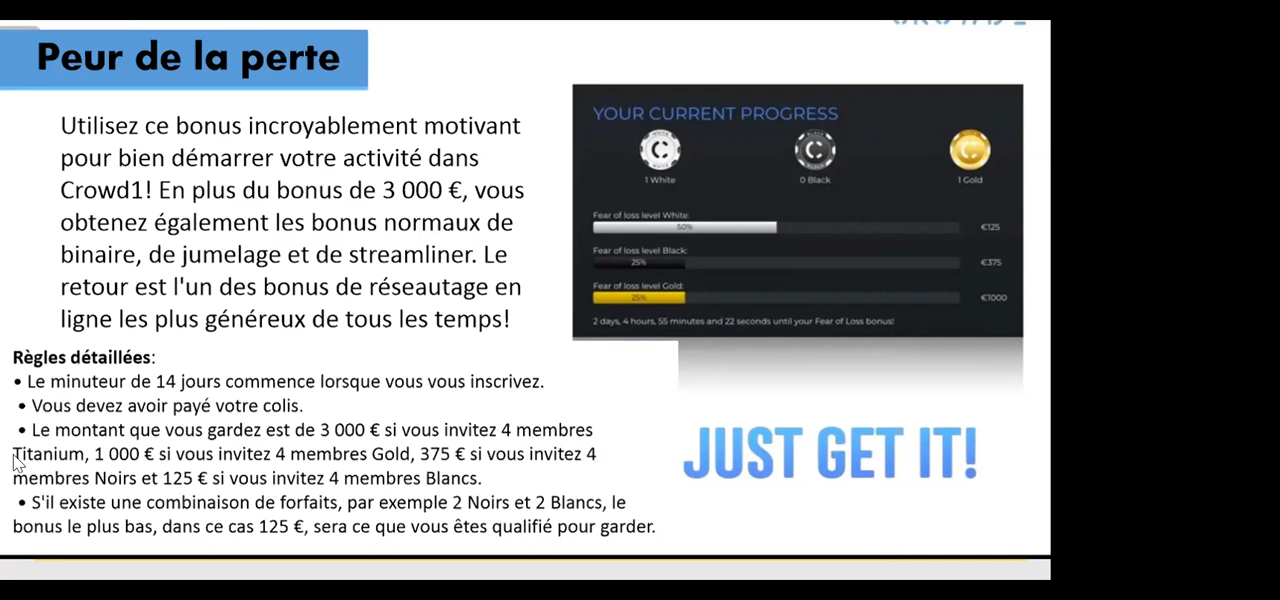 Peur de la perte
Utilisez ce bonus incroyablement motivant
pour bien démarrer votre activité dans
Crowd1! En plus du bonus de 3 000 €, vous
obtenez également les bonus normaux de
binaire, de jumelage et de streamliner. Le
retour est l'un des bonus de réseautage en
ligne les plus généreux de tous les temps!
YOUR CURRENT PROGRESS
1 White
0 Black
1 Gold
Fear of loss level White:
50%
€125
Fear of loss level Black:
25%
€375
Fear of loss level Gold:
25%
€1000
2 days, 4 hours, 55 minutes and 22 seconds until your Fear of Loss bonus!
Règles détaillées:
• Le minuteur de 14 jours commence lorsque vous vous inscrivez.
• Vous devez avoir payé votre colis.
• Le montant que vous gardez est de 3 000 € si vous invitez 4 membres
Titanium, 1 000 € si vous invitez 4 membres Gold, 375 € si vous invitez 4
membres Noirs et 125 € si vous invitez 4 membres Blancs.
• S'il existe une combinaison de forfaits, par exemple 2 Noirs et 2 Blancs, le
bonus le plus bas, dans ce cas 125 €, sera ce que vous êtes qualifié pour garder.
JUST GET IT!